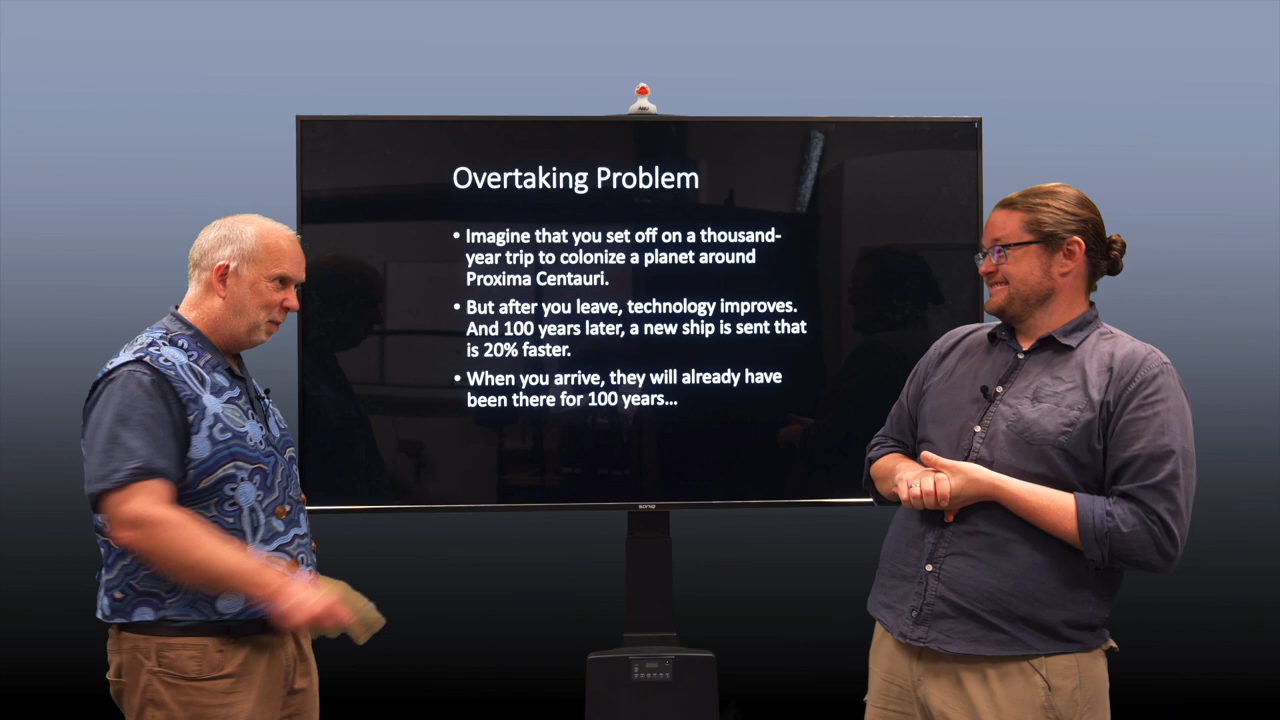 Overtaking Problem
• Imagine that you set off on a thousand-
year trip to colonize a planet around
Proxima Centauri.
• But after you leave, technology improves.
And 100 years later, a new ship is sent that
is 20% faster.
• When you arrive, they will already have
been there for 100 years...
soniq